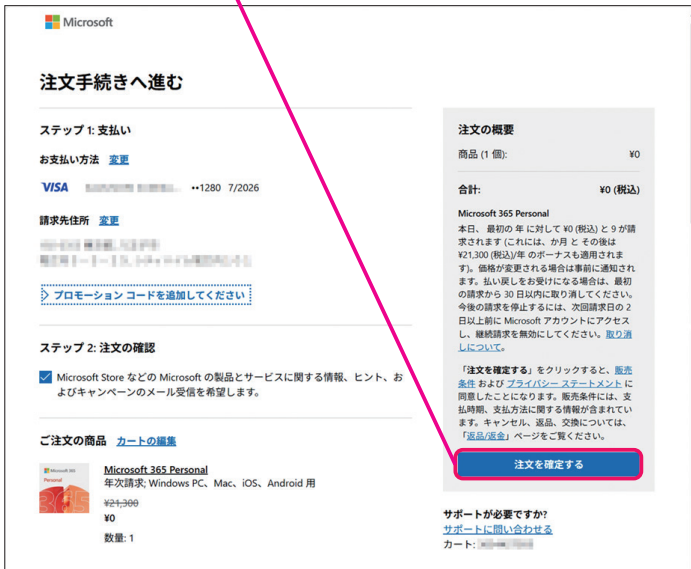 Microsoft
注文手続きへ進む
ステップ 1: 支払い
お支払い方法 変更
VISA ••1280 7/2026
請求先住所 変更
プロモーション コードを追加してください
ステップ 2: 注文の確認
Microsoft Store などの Microsoft の製品とサービスに関する情報、ヒント、お
よびキャンペーンのメール受信を希望します。
ご注文の商品 カートの編集
Microsoft 365
Personal
Microsoft 365 Personal
年次請求; Windows PC、Mac、iOS、Android 用
¥21,300
¥0
数量: 1
注文の概要
商品 (1 個): ¥0
合計: ¥0 (税込)
Microsoft 365 Personal
本日、 最初の 年 に対して ¥0 (税込) と 9 が請
求されます (これには、か月 と その後は
¥21,300 (税込)/年 のボーナスも適用されま
す)。価格が変更される場合は事前に通知され
ます。払い戻しをお受けになる場合は、最初
の請求から 30 日以内に取り消してください。
今後の請求を停止するには、次回請求日の 2
日以上前に Microsoft アカウントにアクセス
し、継続請求を無効にしてください。取り消
しについて。
「注文を確定する」をクリックすると、販売
条件 および プライバシー ステートメント に
同意したことになります。販売条件には、支
払時期、支払方法に関する情報が含まれてい
ます。キャンセル、返品、交換については、
「返品/返金」ページをご覧ください。
注文を確定する
サポートが必要ですか?
サポートに問い合わせる
カート: